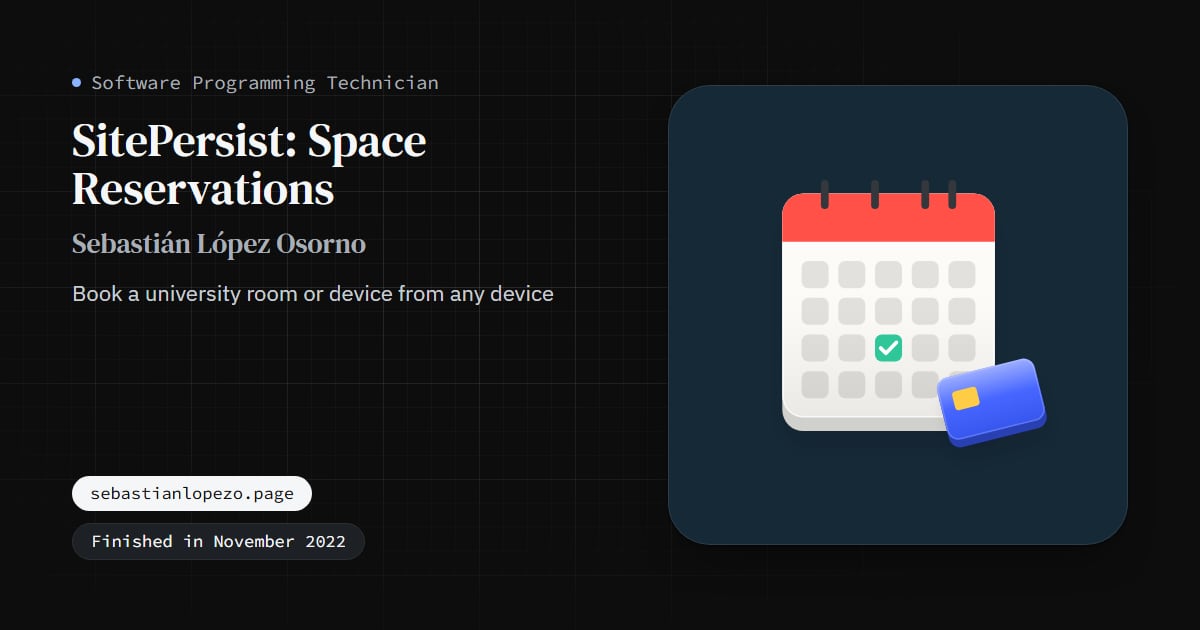 Software Programming Technician
SitePersist: Space
Reservations
Sebastián López Osorno
Book a university room or device from any device
sebastianlopezo.page
Finished in November 2022